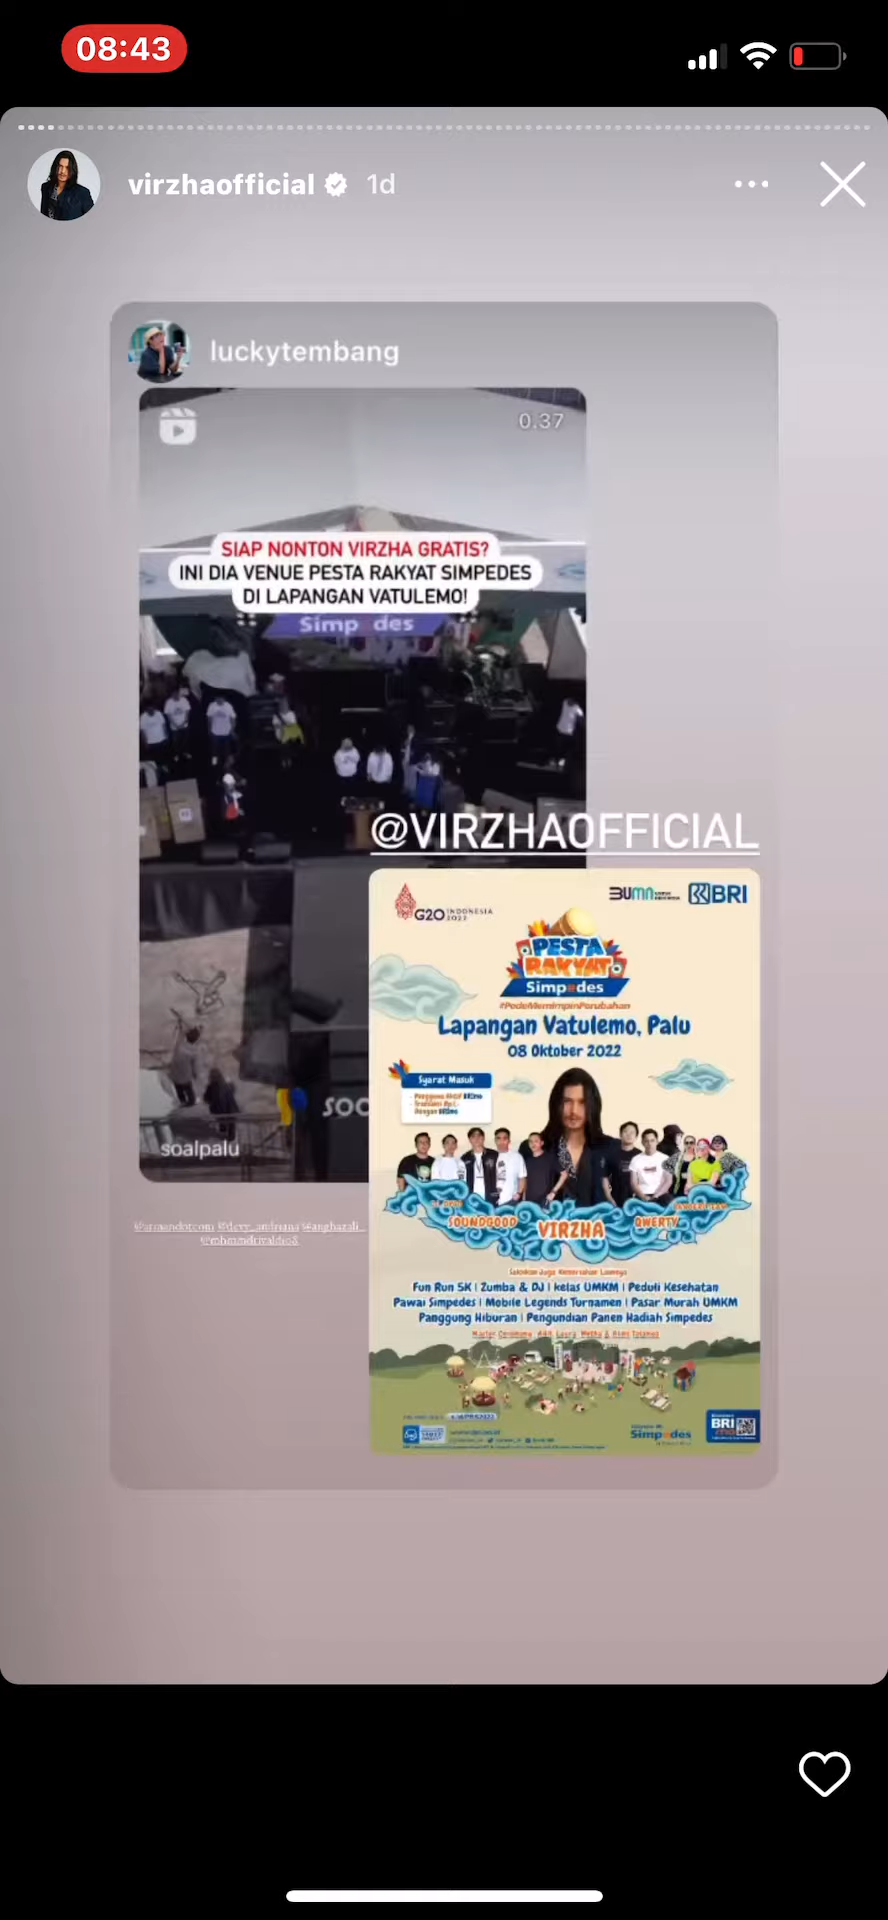 08:43
virzhaofficial 1d
luckytembang
0.37
SIAP NONTON VIRZHA GRATIS?
INI DIA VENUE PESTA RAKYAT SIMPEDES
DI LAPANGAN VATULEMO!
Simpedes
@VIRZHAOFFICIAL
G20 INDONESIA
2022
BUMN
BRI
PESTA
RAKYAT
Simpedes
Lapangan Vatulemo, Palu
08 Oktober 2022
Syarat Masuk
SOUNDGOOD
VIRZHA
QWERTY
soalpalu
Fun Run 5K | Zumba & DJ | kelas UMKM | Peduli Kesehatan
Pawai Simpedes | Mobile Legends Turnamen | Pasar Murah UMKM
Panggung Hiburan | Pengundian Panen Hadiah Simpedes
Simpedes
BRI